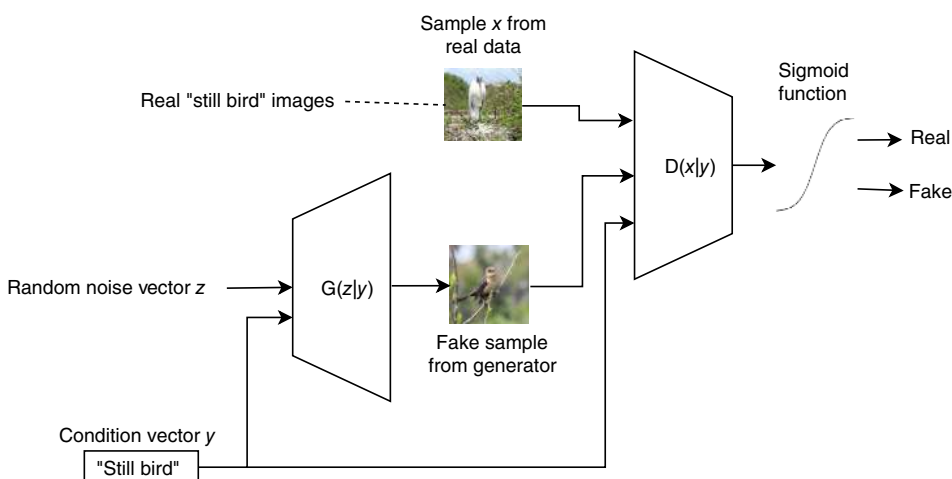 Sample x from
real data
Real "still bird" images
Sigmoid
function
D(x|y)
Real
Fake
G(z|y)
Random noise vector z
Fake sample
from generator
Condition vector y
"Still bird"